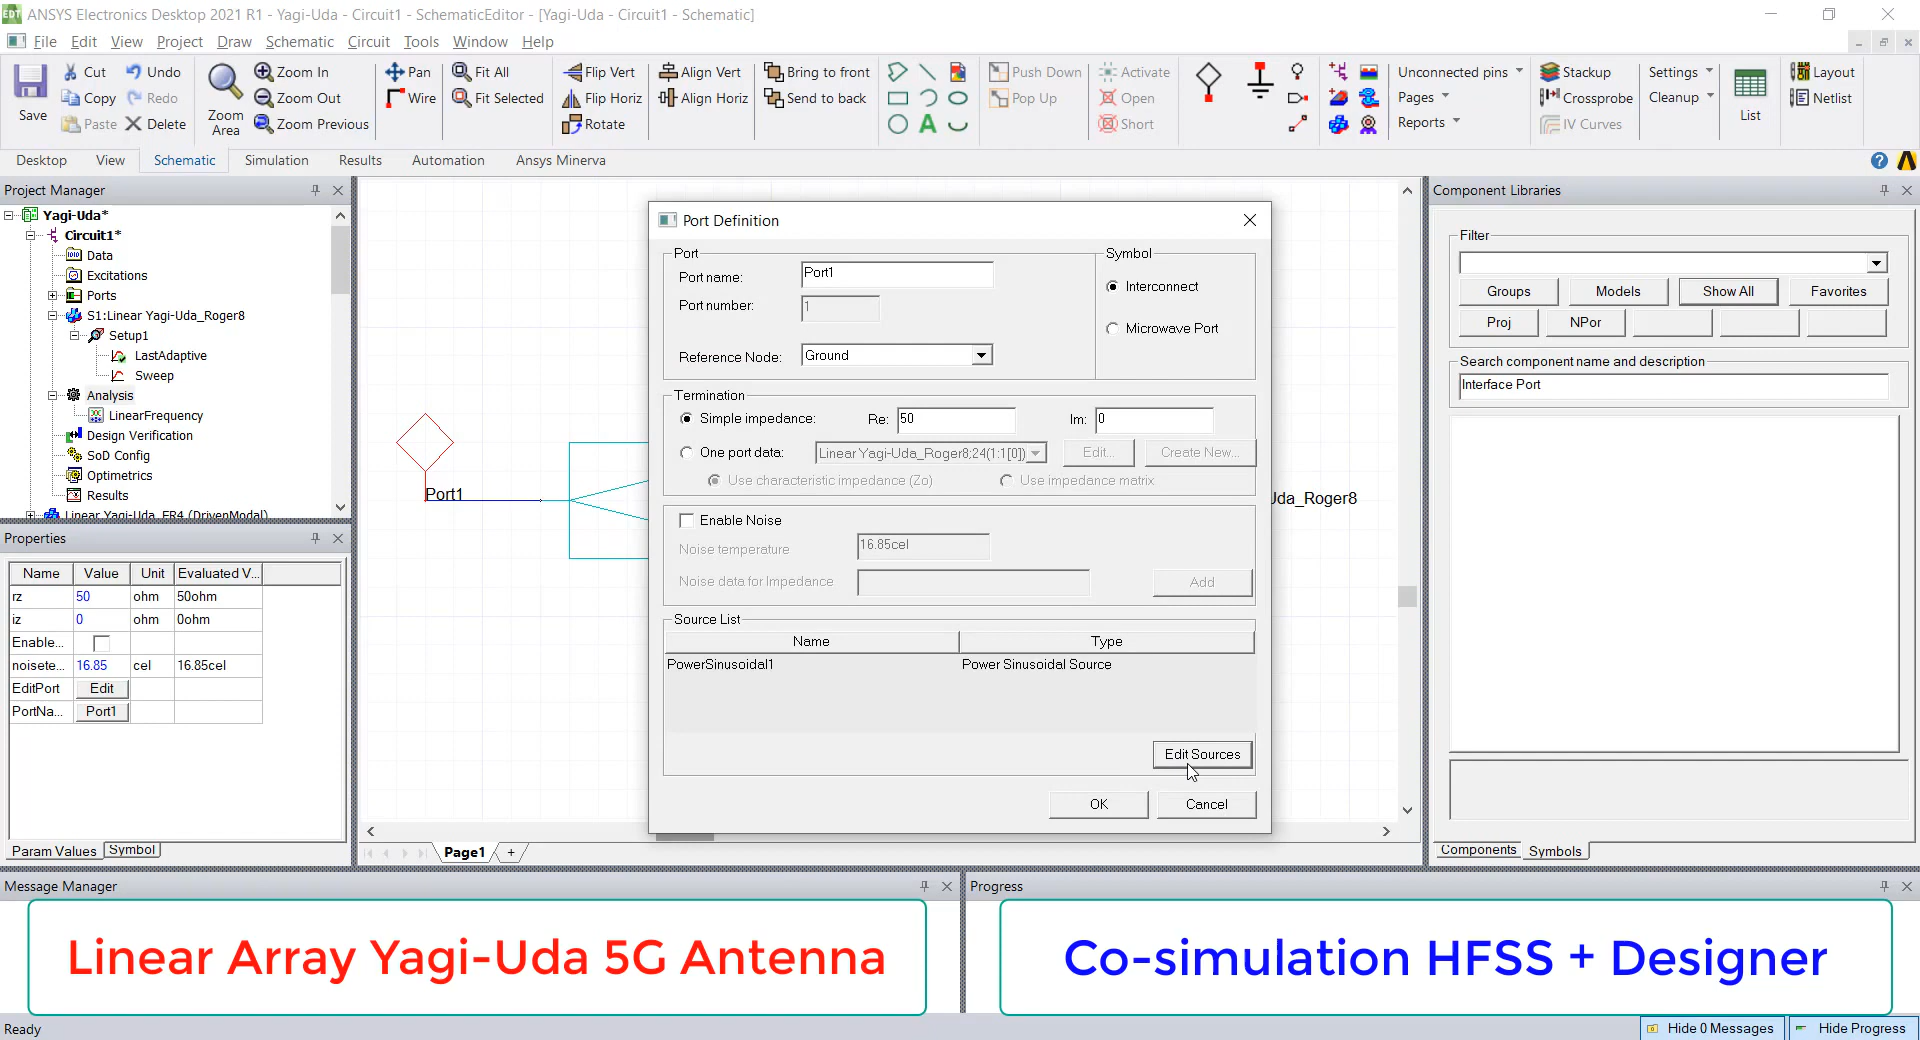 ANSYS Electronics Desktop 2021 R1 - Yagi-Uda - Circuit1 - SchematicEditor - [Yagi-Uda - Circuit1 - Schematic]
File Edit View Project Draw Schematic Circuit Tools Window Help
Save Cut Undo Zoom Area Zoom In Pan Fit All Flip Vert Align Vert Bring to front Push Down Activate Unconnected pins Stackup Settings Layout
Copy Redo Zoom Out Wire Fit Selected Flip Horiz Align Horiz Send to back Pop Up Open Pages Crossprobe Cleanup List Netlist
Paste Delete Zoom Previous Rotate Short Reports IV Curves
Desktop View Schematic Simulation Results Automation Ansys Minerva
Project Manager
Yagi-Uda*
Circuit1*
Data
Excitations
Ports
S1:Linear Yagi-Uda_Roger8
Setup1
LastAdaptive
Sweep
Analysis
LinearFrequency
Design Verification
SoD Config
Optimetrics
Results
Linear Yagi-Uda_FR4 (DrivenModal)
Properties
Name Value Unit Evaluated V...
rz 50 ohm 50ohm
iz 0 ohm 0ohm
Enable...
noisete... 16.85 cel 16.85cel
EditPort Edit
PortNa... Port1
Param Values Symbol
Port1
Uda_Roger8
Page1 +
Port Definition
Port
Port name: Port1
Port number: 1
Reference Node: Ground
Symbol
Interconnect
Microwave Port
Termination
Simple impedance: Re: 50 Im: 0
One port data: Linear Yagi-Uda_Roger8;24(1:1[0]) Edit... Create New...
Use characteristic impedance (Zo) Use impedance matrix
Enable Noise
Noise temperature 16.85cel
Noise data for Impedance Add
Source List
Name Type
PowerSinusoidal1 Power Sinusoidal Source
Edit Sources
OK Cancel
Component Libraries
Filter
Groups Models Show All Favorites
Proj NPor
Search component name and description
Interface Port
Components Symbols
Message Manager
Progress
Linear Array Yagi-Uda 5G Antenna
Co-simulation HFSS + Designer
Ready
Hide 0 Messages Hide Progress